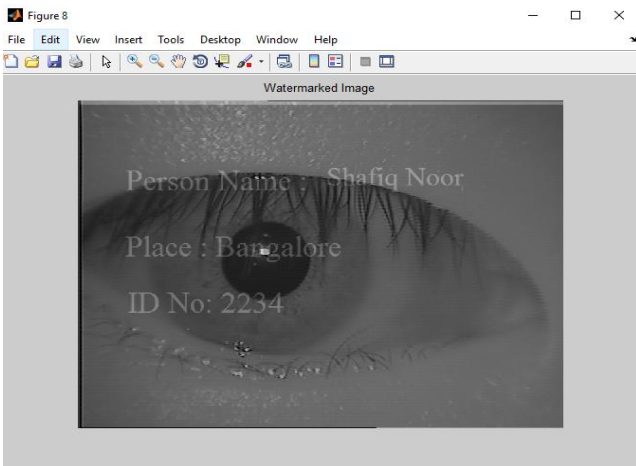 Figure 8
File Edit View Insert Tools Desktop Window Help
Watermarked Image
Person Name : Shafiq Noor
Place : Bangalore
ID No: 2234